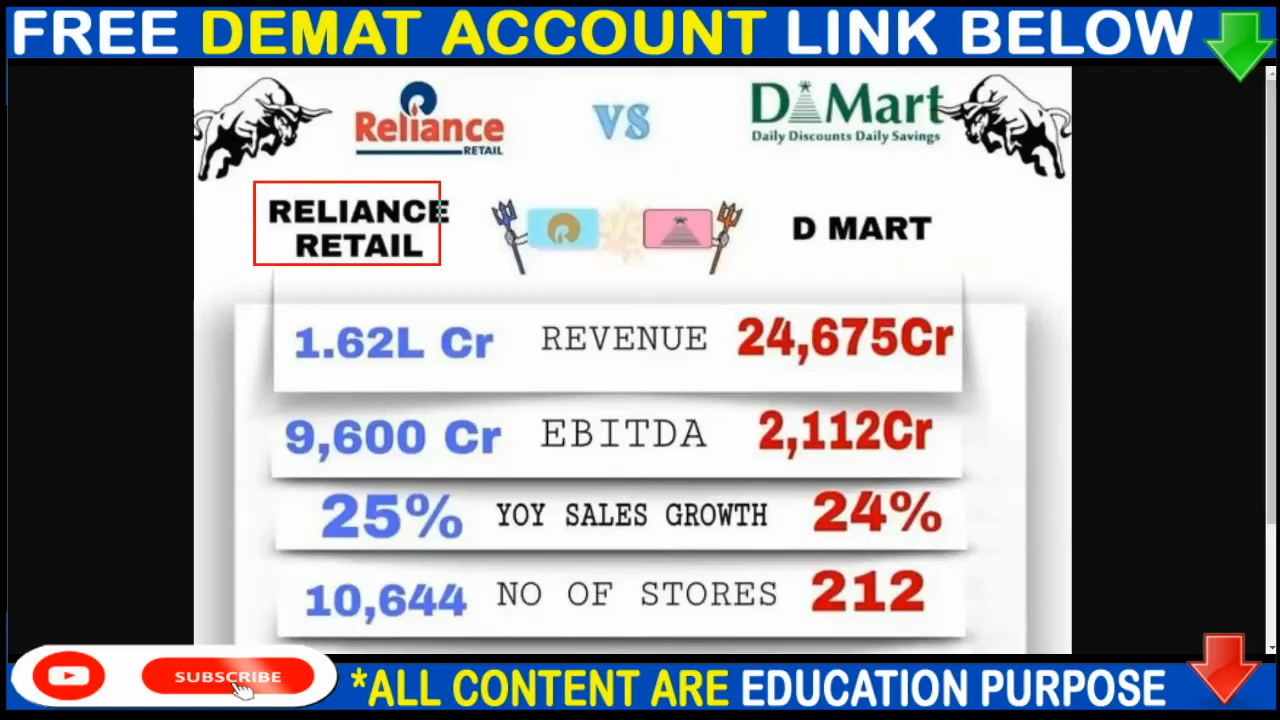 FREE DEMAT ACCOUNT LINK BELOW
Reliance
RETAIL
VS
D Mart
Daily Discounts Daily Savings
RELIANCE
RETAIL
D MART
1.62L Cr REVENUE 24,675Cr
9,600 Cr EBITDA 2,112Cr
25% YOY SALES GROWTH 24%
10,644 NO OF STORES 212
SUBSCRIBE
*ALL CONTENT ARE EDUCATION PURPOSE